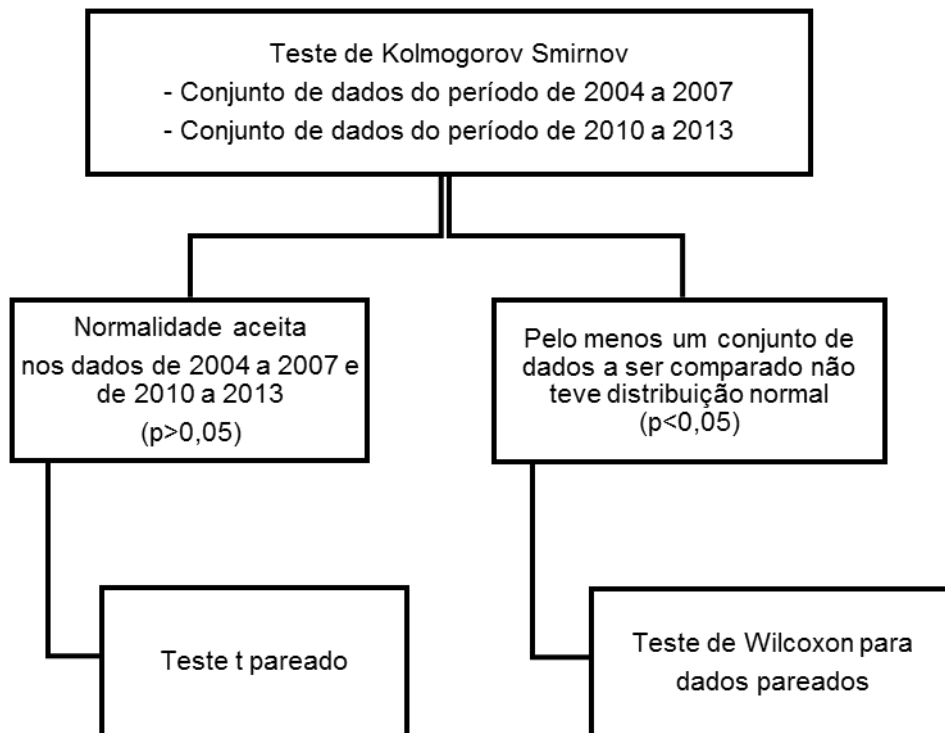 Teste de Kolmogorov Smirnov
- Conjunto de dados do período de 2004 a 2007
- Conjunto de dados do período de 2010 a 2013
Normalidade aceita
nos dados de 2004 a 2007 e
de 2010 a 2013
(p>0,05)
Pelo menos um conjunto de
dados a ser comparado não
teve distribuição normal
(p<0,05)
Teste t pareado
Teste de Wilcoxon para
dados pareados